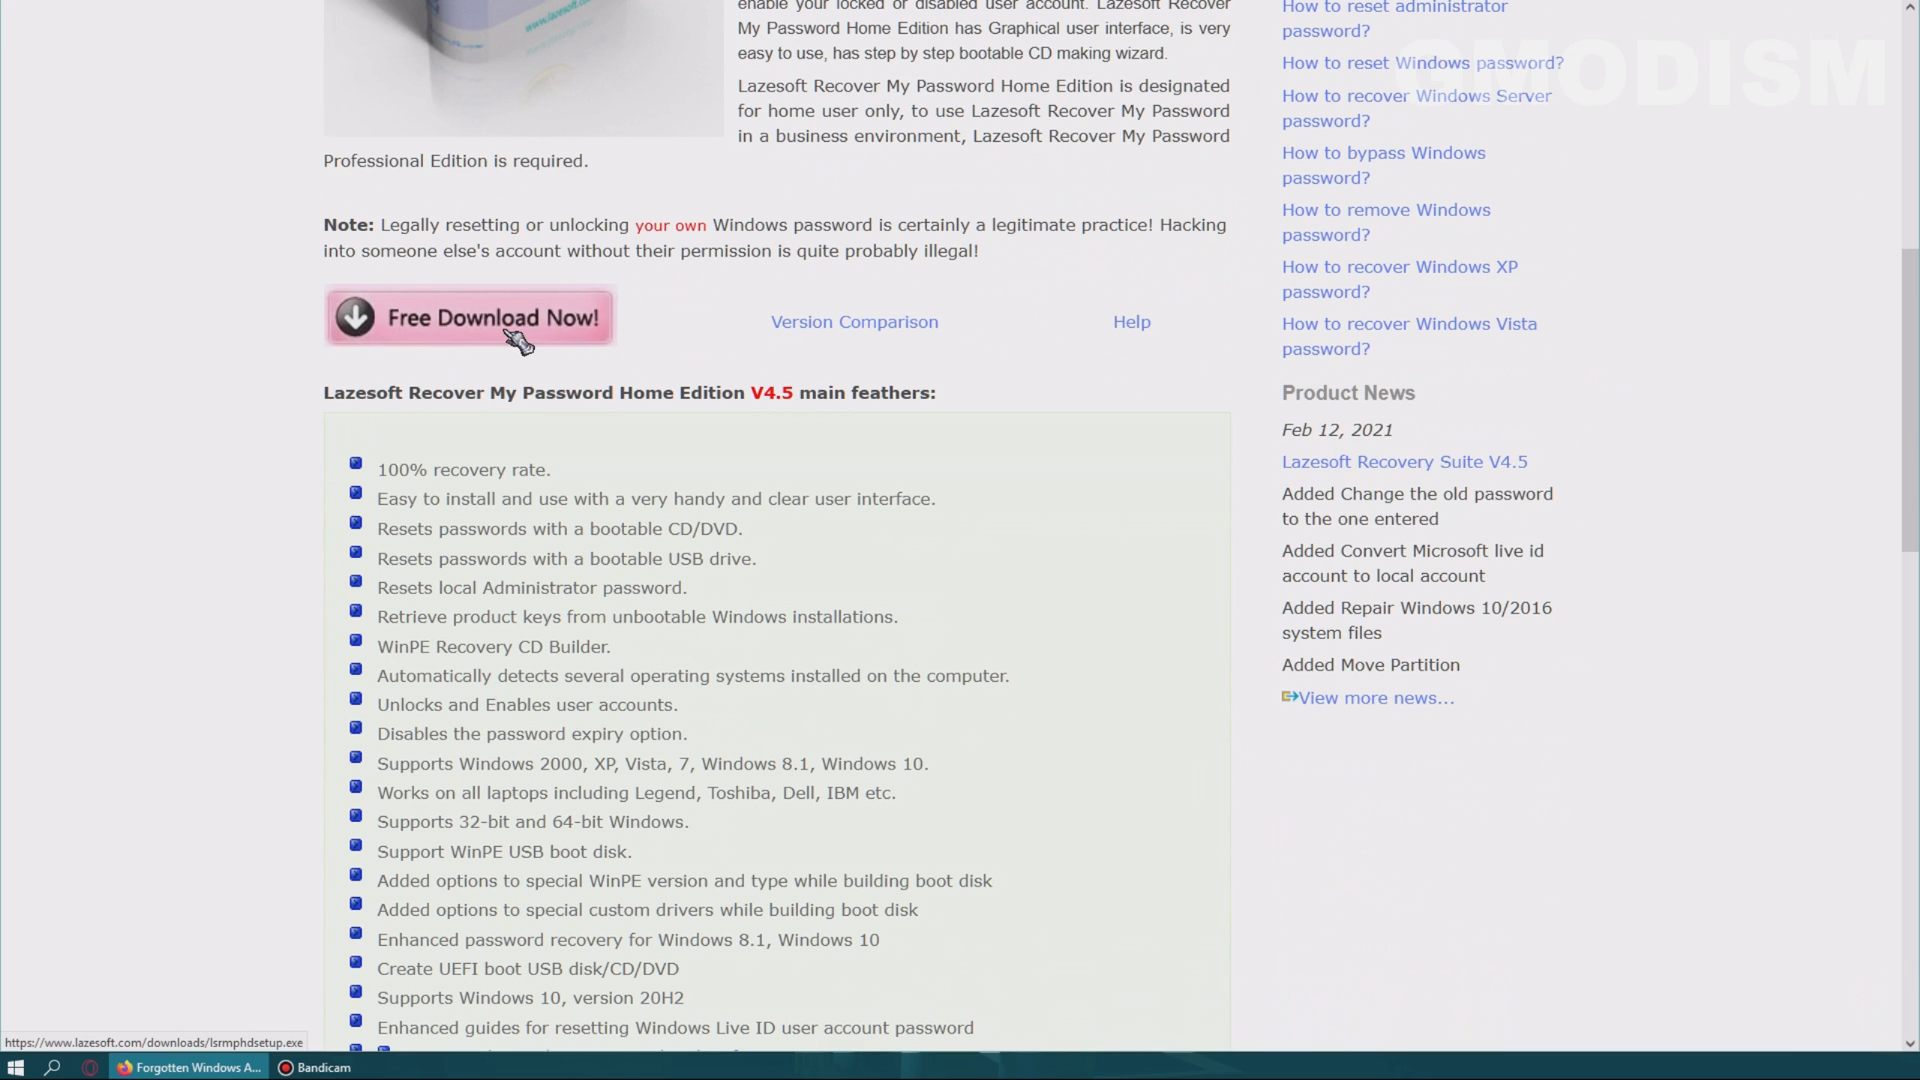 enable your locked or disabled user account. Lazesoft Recover
My Password Home Edition has Graphical user interface, is very
easy to use, has step by step bootable CD making wizard.
Lazesoft Recover My Password Home Edition is designated
for home user only, to use Lazesoft Recover My Password
in a business environment, Lazesoft Recover My Password
Professional Edition is required.
Note: Legally resetting or unlocking your own Windows password is certainly a legitimate practice! Hacking
into someone else's account without their permission is quite probably illegal!
Free Download Now!
Version Comparison
Help
Lazesoft Recover My Password Home Edition V4.5 main feathers:
100% recovery rate.
Easy to install and use with a very handy and clear user interface.
Resets passwords with a bootable CD/DVD.
Resets passwords with a bootable USB drive.
Resets local Administrator password.
Retrieve product keys from unbootable Windows installations.
WinPE Recovery CD Builder.
Automatically detects several operating systems installed on the computer.
Unlocks and Enables user accounts.
Disables the password expiry option.
Supports Windows 2000, XP, Vista, 7, Windows 8.1, Windows 10.
Works on all laptops including Legend, Toshiba, Dell, IBM etc.
Supports 32-bit and 64-bit Windows.
Support WinPE USB boot disk.
Added options to special WinPE version and type while building boot disk
Added options to special custom drivers while building boot disk
Enhanced password recovery for Windows 8.1, Windows 10
Create UEFI boot USB disk/CD/DVD
Supports Windows 10, version 20H2
Enhanced guides for resetting Windows Live ID user account password
How to reset administrator
password?
How to reset Windows password?
How to recover Windows Server
password?
How to bypass Windows
password?
How to remove Windows
password?
How to recover Windows XP
password?
How to recover Windows Vista
password?
Product News
Feb 12, 2021
Lazesoft Recovery Suite V4.5
Added Change the old password
to the one entered
Added Convert Microsoft live id
account to local account
Added Repair Windows 10/2016
system files
Added Move Partition
View more news...
GMODISM
https://www.lazesoft.com/downloads/lsrmphdsetup.exe
Forgotten Windows A...
Bandicam